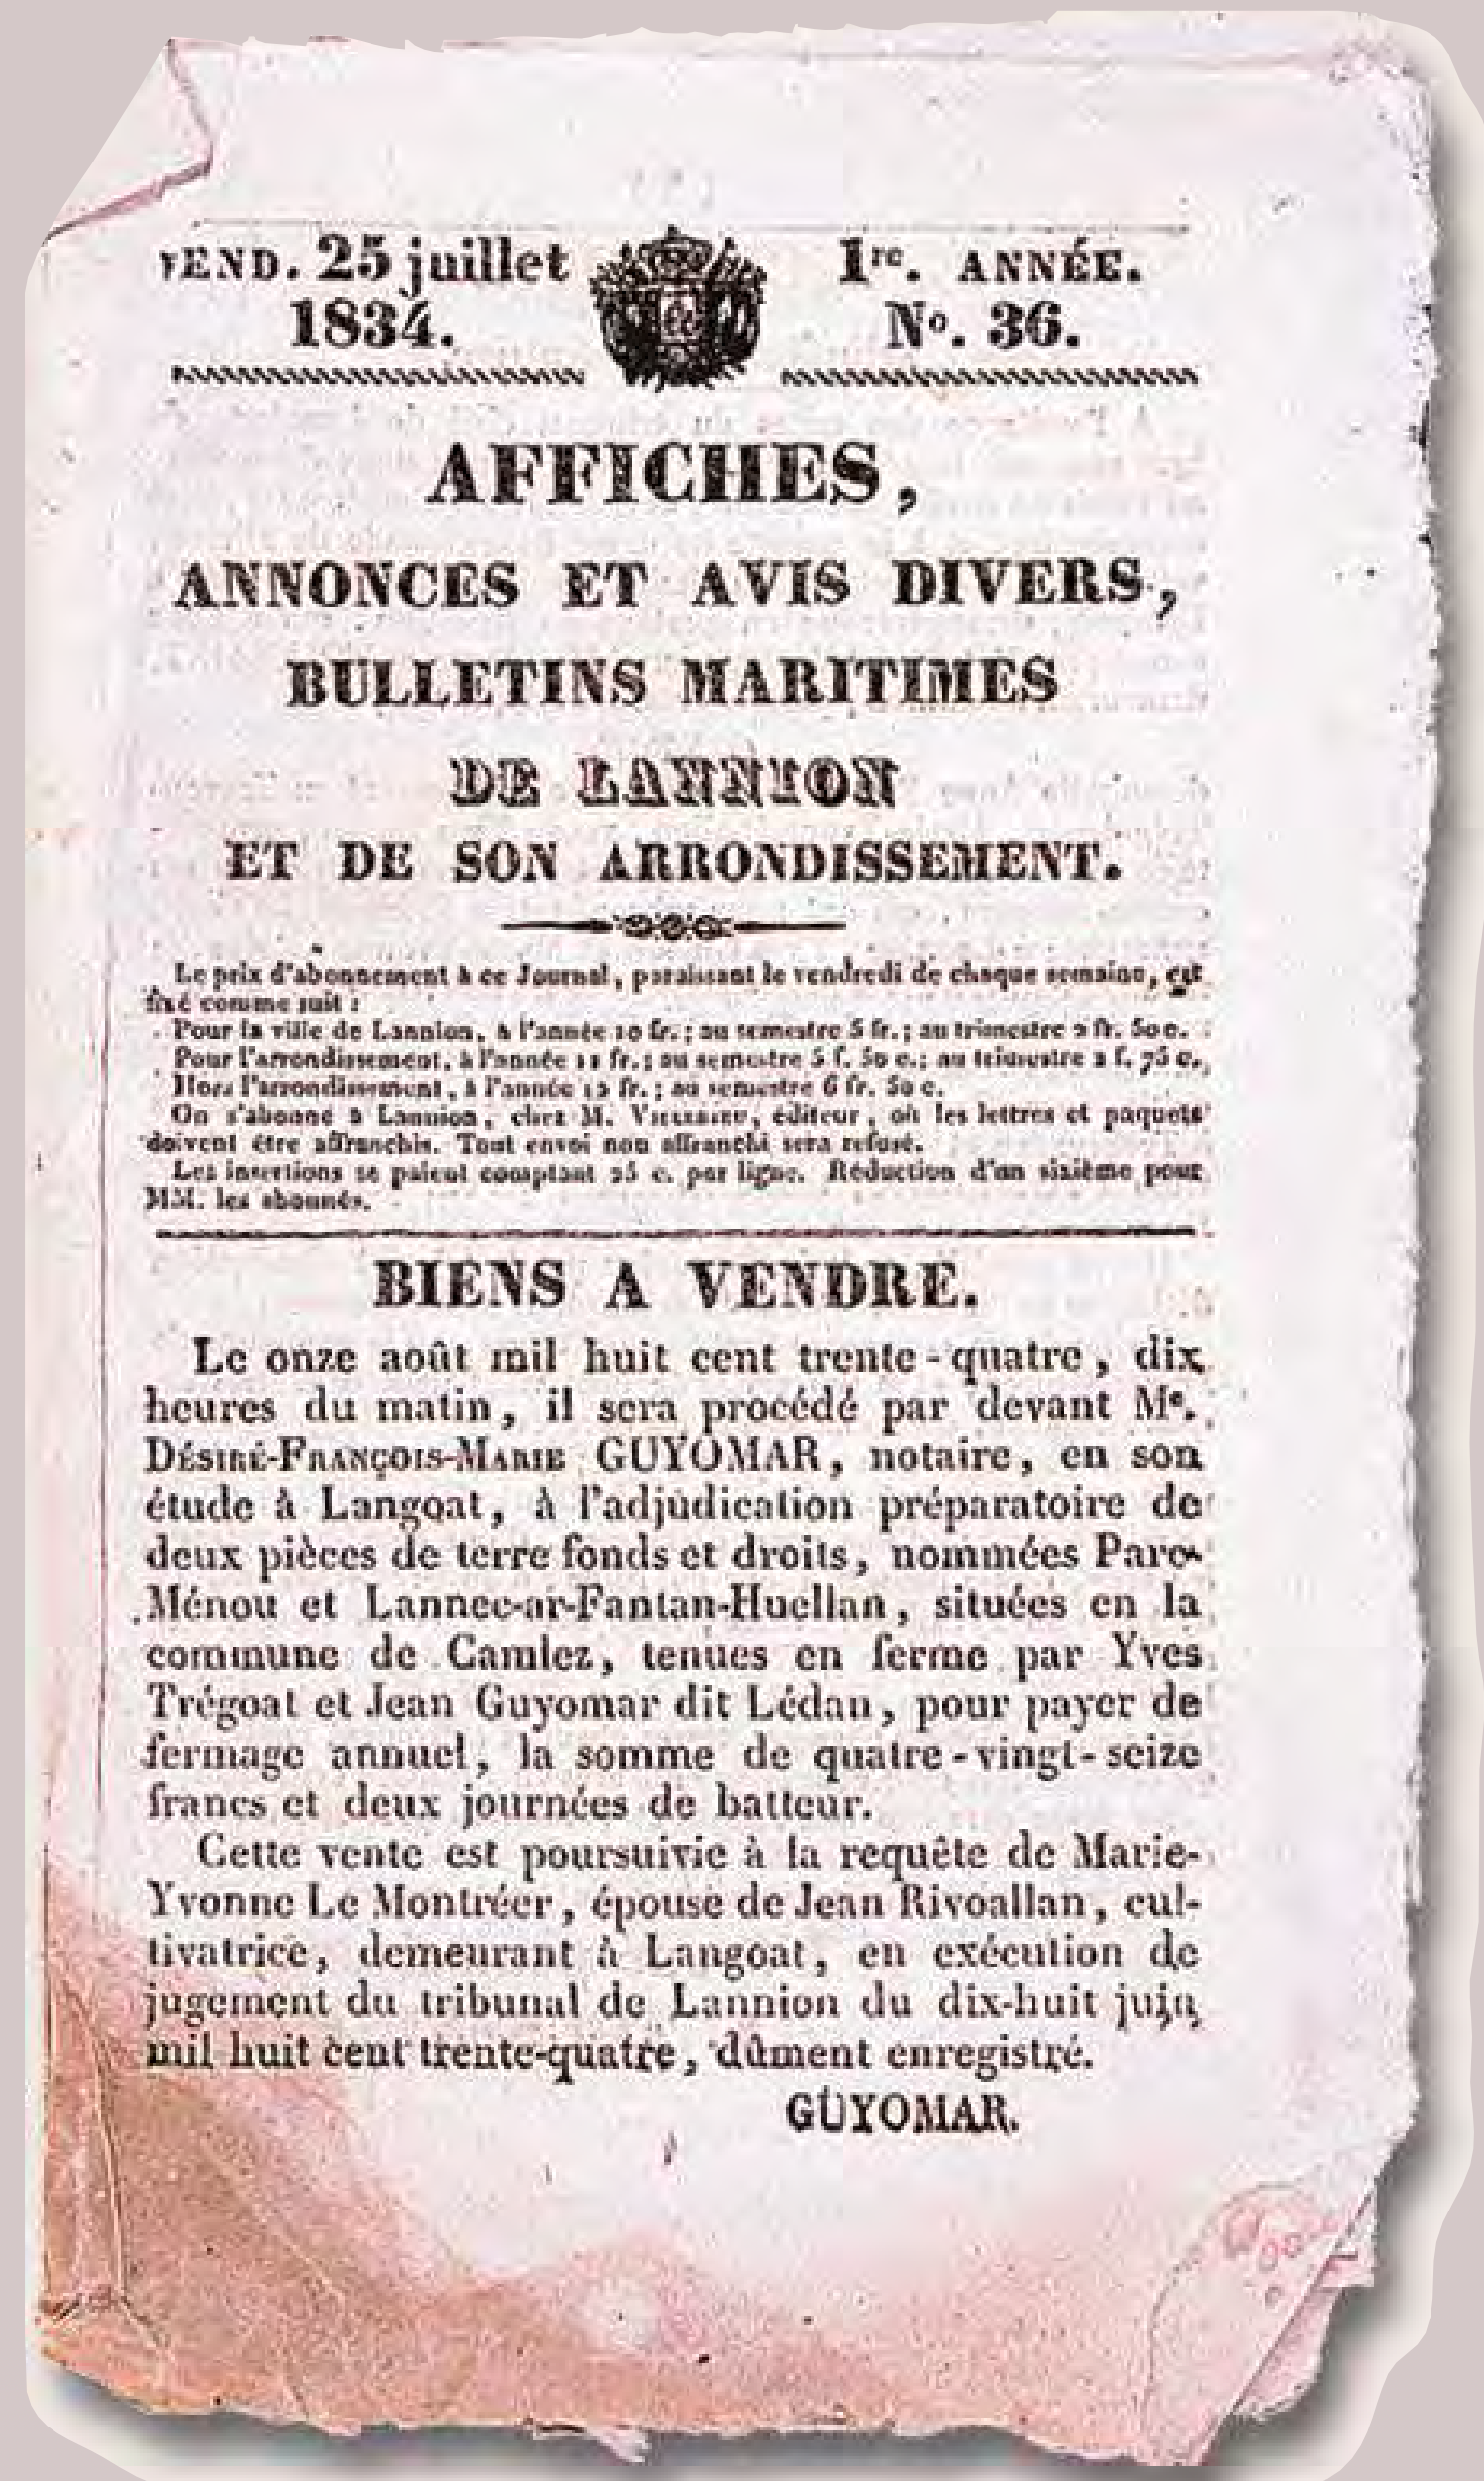 VEND. 25 juillet
1834.
1re. ANNÉE.
No. 36.
AFFICHES,
ANNONCES ET AVIS DIVERS,
BULLETINS MARITIMES
DE LANNION
ET DE SON ARRONDISSEMENT.
Le prix d'abonnement à ce Journal, paraissant le vendredi de chaque semaine, est
fixé comme suit :
Pour la ville de Lannion, à l'année 10 fr.; au semestre 5 fr.; au trimestre 2 fr. 50 c.
Pour l'arrondissement, à l'année 11 fr.; au semestre 5 f. 50 c.; au trimestre 2 f. 75 c.,
Hors l'arrondissement, à l'année 12 fr.; au semestre 6 fr. 50 c.
On s'abonne à Lannion, chez M. éditeur, où les lettres et paquets
doivent être affranchis. Tout envoi non affranchi sera refusé.
Les insertions se paient comptant 25 c. par ligne. Réduction d'un sixième pour
MM. les abonnés.
BIENS A VENDRE.
Le onze août mil huit cent trente-quatre, dix
heures du matin, il sera procédé par devant Me.
DÉSIRÉ-FRANÇOIS-MARIE GUYOMAR, notaire, en son
étude à Langoat, à l'adjudication préparatoire de
deux pièces de terre fonds et droits, nommées Parc-
Ménou et Lannec-ar-Fantan-Huellan, situées en la
commune de Camlez, tenues en ferme par Yves
Trégoat et Jean Guyomar dit Lédan, pour payer de
fermage annuel, la somme de quatre-vingt-seize
francs et deux journées de batteur.
Cette vente est poursuivie à la requête de Marie-
Yvonne Le Montréer, épouse de Jean Rivoallan, cul-
tivatrice, demeurant à Langoat, en exécution de
jugement du tribunal de Lannion du dix-huit juin
mil huit cent trente-quatre, dûment enregistré.
GUYOMAR.